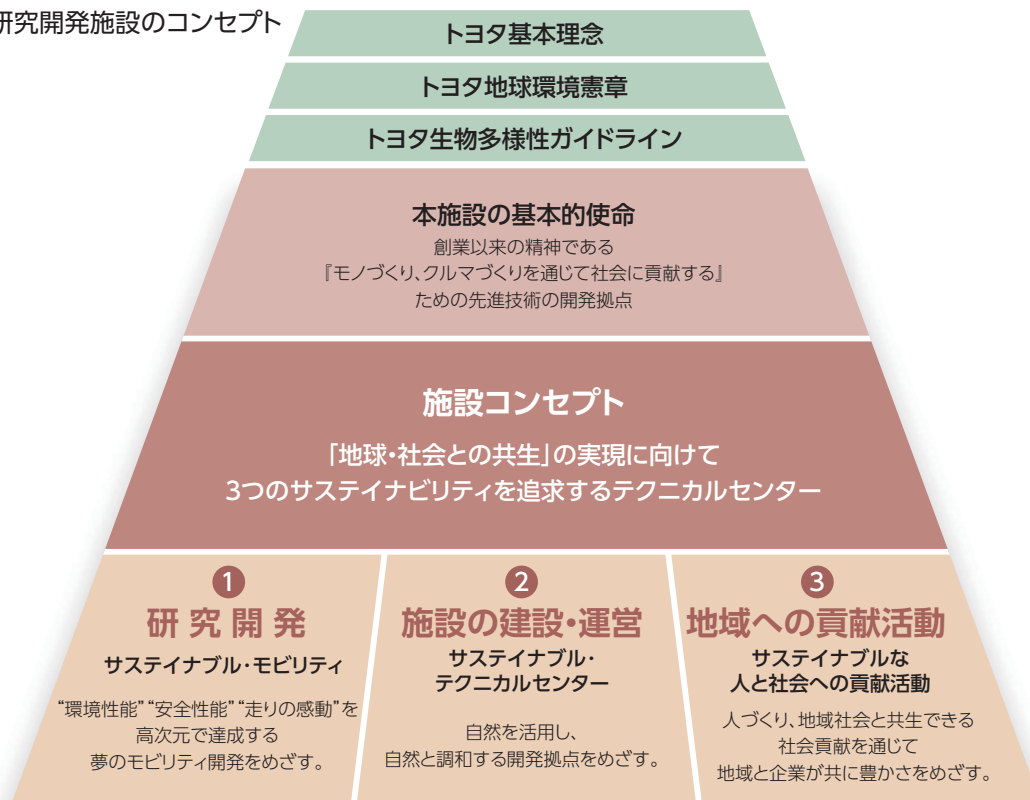 研究開発施設のコンセプト
トヨタ基本理念
トヨタ地球環境憲章
トヨタ生物多様性ガイドライン
本施設の基本的使命
創業以来の精神である
『モノづくり、クルマづくりを通じて社会に貢献する』
ための先進技術の開発拠点
施設コンセプト
「地球・社会との共生」の実現に向けて
3つのサステイナビリティを追求するテクニカルセンター
1
研究開発
サステイナブル・モビリティ
“環境性能”“安全性能”“走りの感動”を
高次元で達成する
夢のモビリティ開発をめざす。
2
施設の建設・運営
サステイナブル・
テクニカルセンター
自然を活用し、
自然と調和する開発拠点をめざす。
3
地域への貢献活動
サステイナブルな
人と社会への貢献活動
人づくり、地域社会と共生できる
社会貢献を通じて
地域と企業が共に豊かさをめざす。